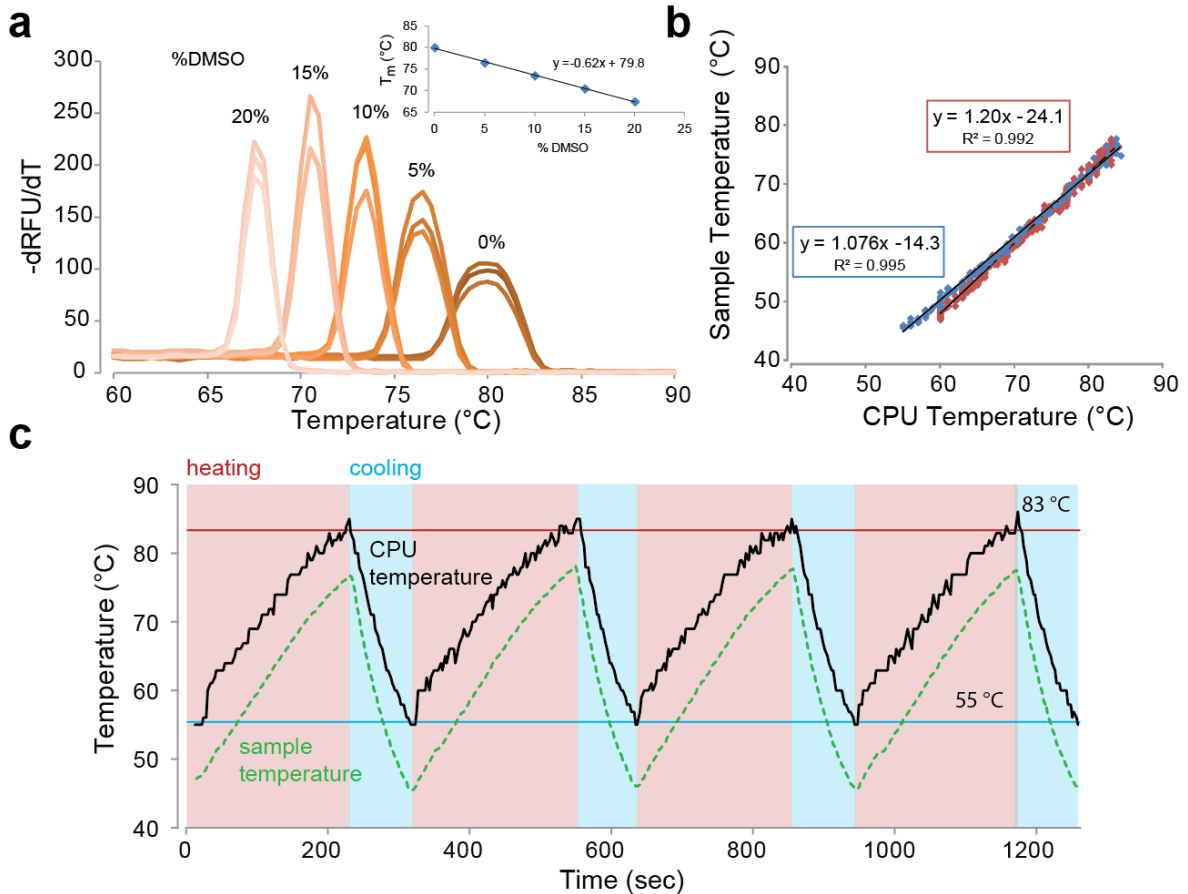 a
%DMSO
-dRFU/dT
300
250
200
150
100
50
0
20%
15%
10%
5%
0%
60
65
70
75
80
85
90
Temperature (°C)
Tm (°C)
85
80
75
70
65
y=-0.62x + 79.8
0
5
10
15
20
25
% DMSO
b
Sample Temperature (°C)
90
80
70
60
50
40
y = 1.20x - 24.1
R² = 0.992
y = 1.076x -14.3
R² = 0.995
40
50
60
70
80
90
CPU Temperature (°C)
c
heating
cooling
Temperature (°C)
90
80
70
60
50
40
83 °C
CPU
temperature
55 °C
sample
temperature
0
200
400
600
800
1000
1200
Time (sec)